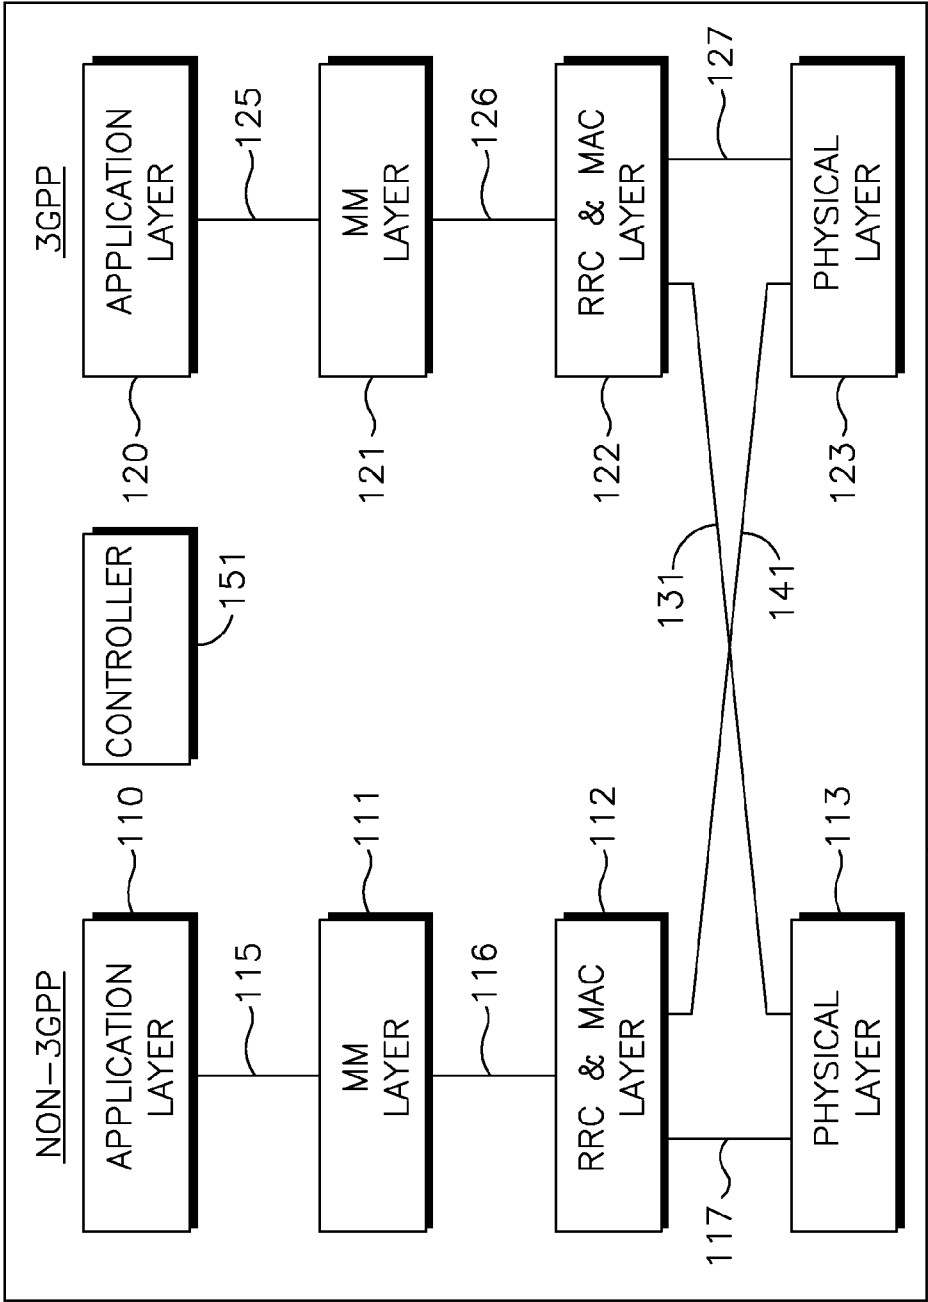 NON-3GPP
3GPP
110
120
APPLICATION
LAYER
CONTROLLER
APPLICATION
LAYER
151
115
125
111
121
MM
LAYER
MM
LAYER
116
126
112
122
RRC & MAC
LAYER
RRC & MAC
LAYER
131
117
127
141
113
123
PHYSICAL
LAYER
PHYSICAL
LAYER